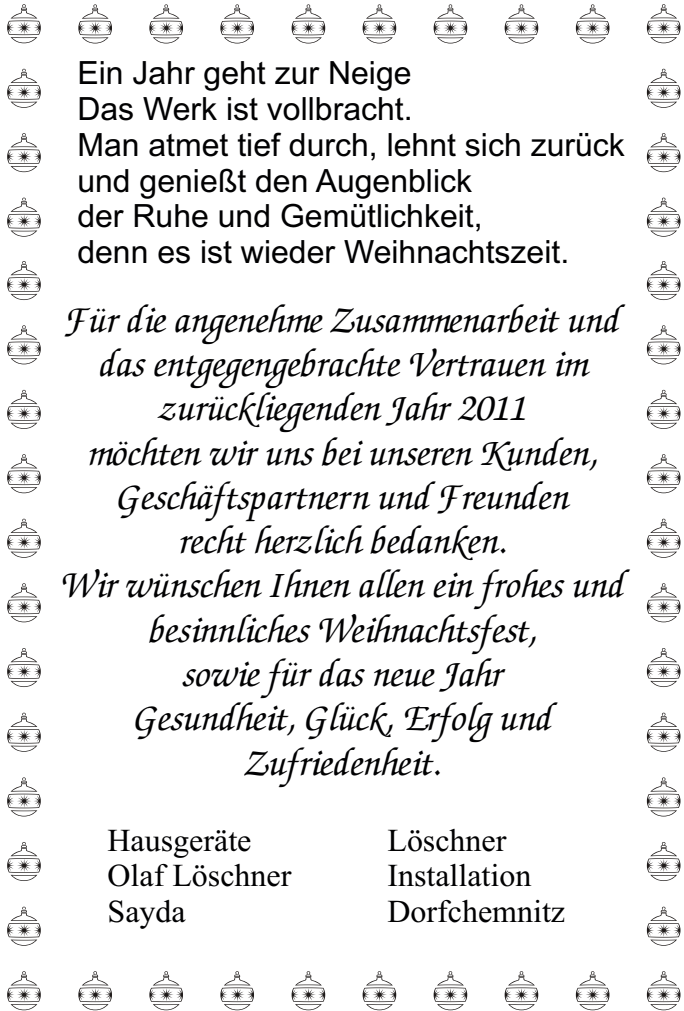 Ein Jahr geht zur Neige
Das Werk ist vollbracht.
Man atmet tief durch, lehnt sich zurück
und genießt den Augenblick
der Ruhe und Gemütlichkeit,
denn es ist wieder Weihnachtszeit.
Für die angenehme Zusammenarbeit und
das entgegengebrachte Vertrauen im
zurückliegenden Jahr 2011
möchten wir uns bei unseren Kunden,
Geschäftspartnern und Freunden
recht herzlich bedanken.
Wir wünschen Ihnen allen ein frohes und
besinnliches Weihnachtsfest,
sowie für das neue Jahr
Gesundheit, Glück, Erfolg und
Zufriedenheit.
Hausgeräte
Olaf Löschner
Sayda
Löschner
Installation
Dorfchemnitz